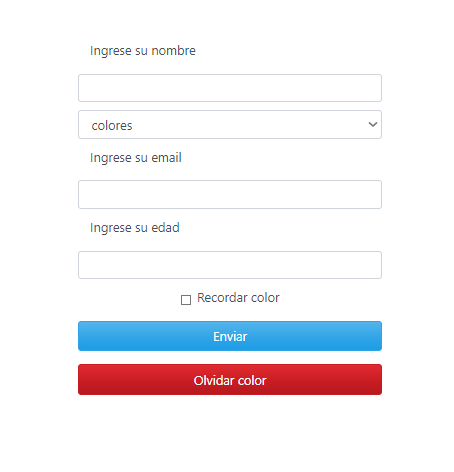 Ingrese su nombre
colores
Ingrese su email
Ingrese su edad
Recordar color
Enviar
Olvidar color